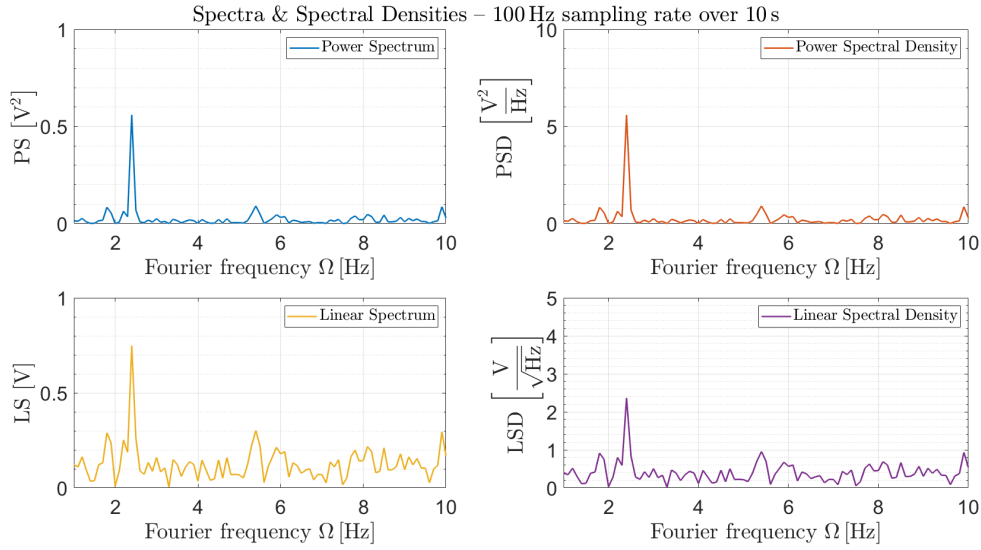 Spectra & Spectral Densities – 100 Hz sampling rate over 10 s
1
0.5
0
PS [V²]
Power Spectrum
2
4
6
8
10
Fourier frequency Ω [Hz]
10
5
0
PSD [V²/Hz]
Power Spectral Density
2
4
6
8
10
Fourier frequency Ω [Hz]
1
0.5
0
LS [V]
Linear Spectrum
2
4
6
8
10
Fourier frequency Ω [Hz]
5
4
3
2
1
0
LSD [V/√Hz]
Linear Spectral Density
2
4
6
8
10
Fourier frequency Ω [Hz]